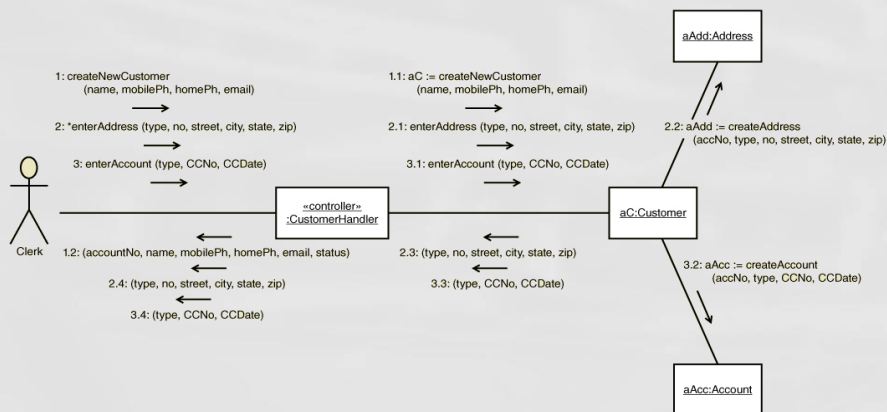 aAdd:Address
1: createNewCustomer
(name, mobilePh, homePh, email)
1.1: aC := createNewCustomer
(name, mobilePh, homePh, email)
2: *enterAddress (type, no, street, city, state, zip)
2.1: enterAddress (type, no, street, city, state, zip)
2.2: aAdd := createAddress
(accNo, type, no, street, city, state, zip)
3: enterAccount (type, CCNo, CCDate)
3.1: enterAccount (type, CCNo, CCDate)
«controller»
:CustomerHandler
aC:Customer
Clerk
1.2: (accountNo, name, mobilePh, homePh, email, status)
2.3: (type, no, street, city, state, zip)
3.2: aAcc := createAccount
(accNo, type, CCNo, CCDate)
2.4: (type, no, street, city, state, zip)
3.3: (type, CCNo, CCDate)
3.4: (type, CCNo, CCDate)
aAcc:Account